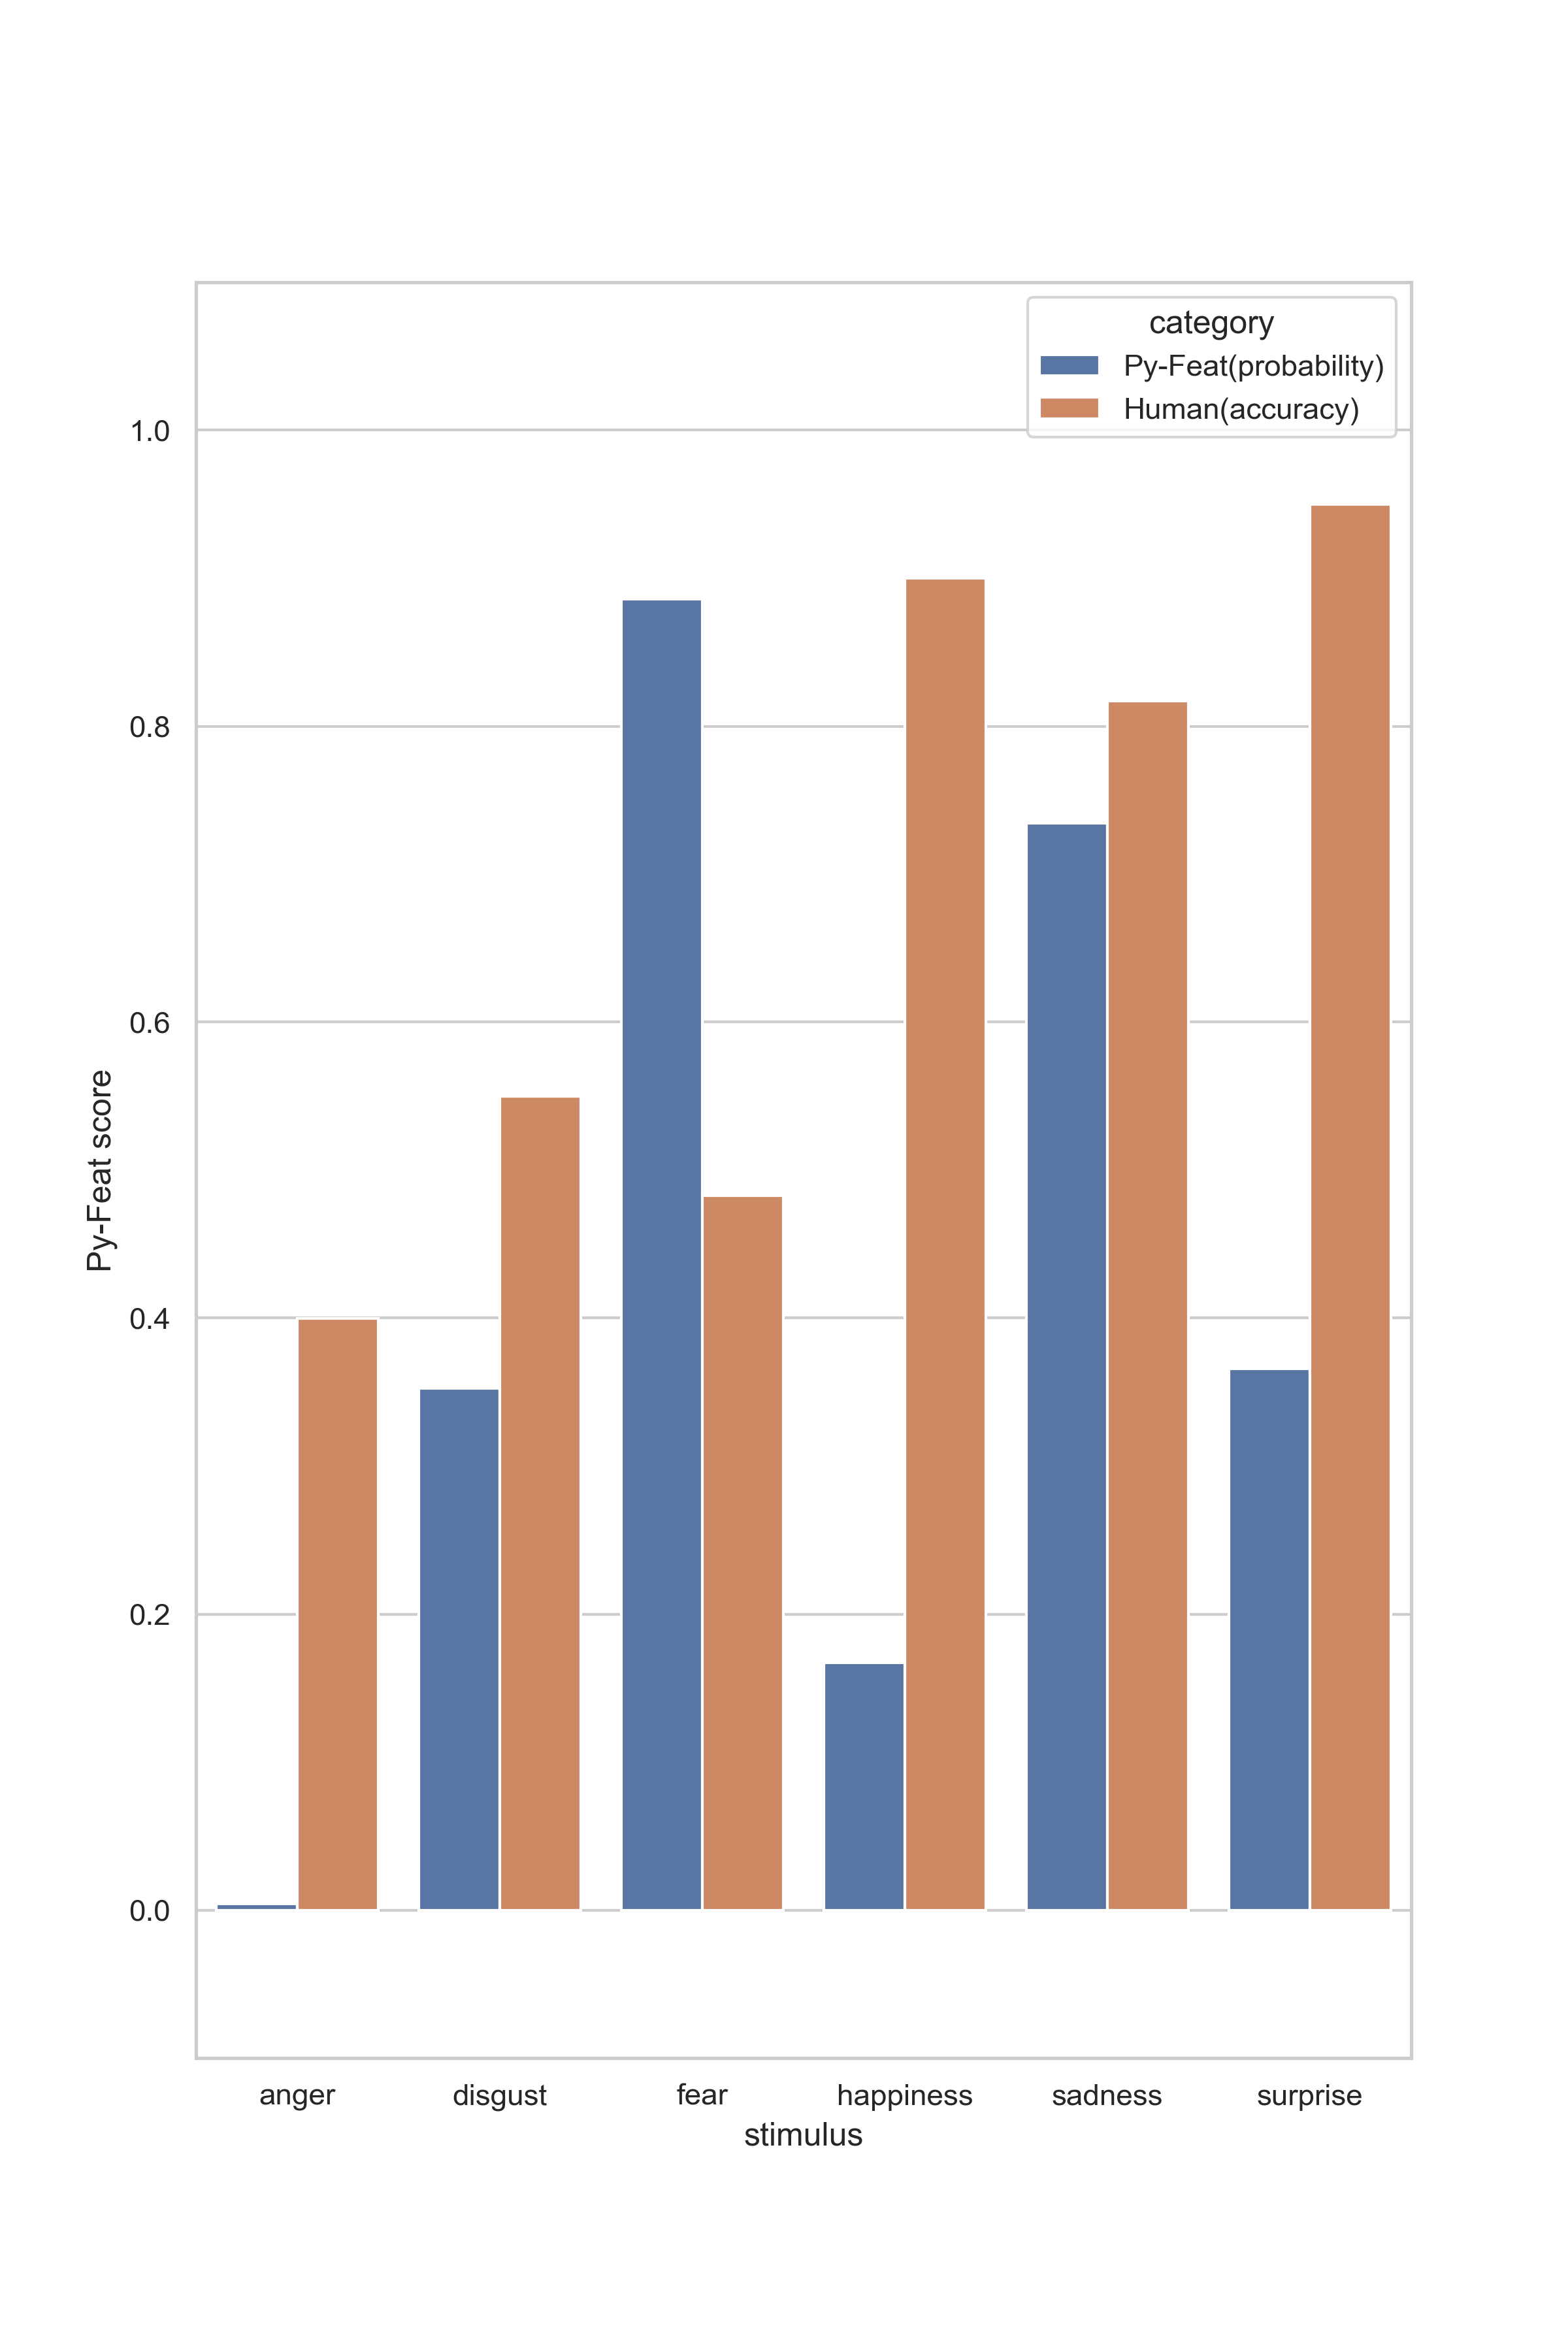 category
Py-Feat(probability)
Human(accuracy)
1.0
0.8
0.6
0.4
0.2
0.0
Py-Feat score
anger disgust fear happiness sadness surprise
stimulus